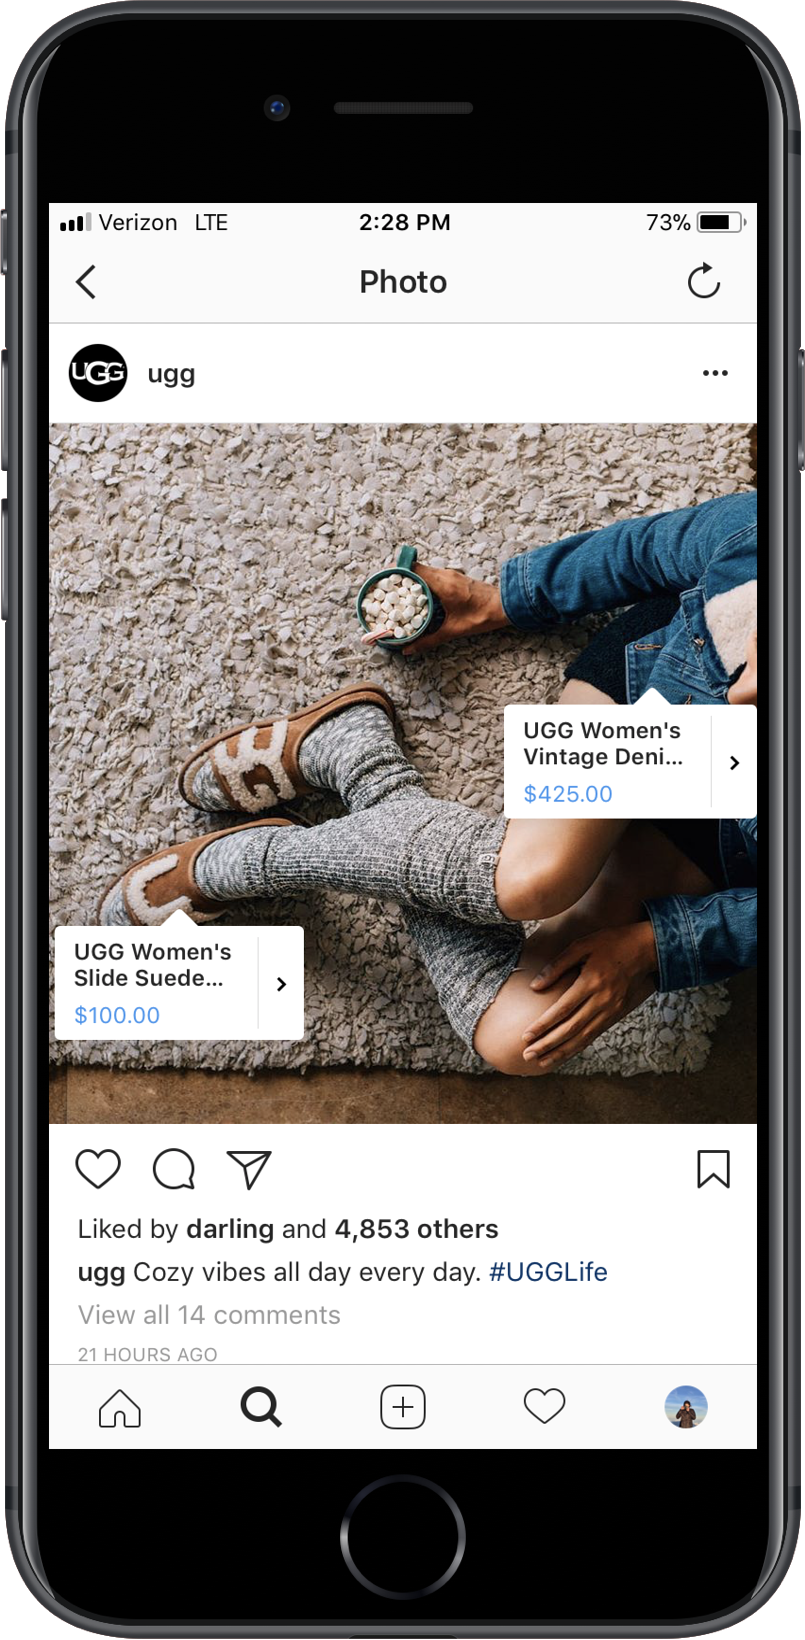 Verizon LTE 2:28 PM 73%
Photo
UGG ugg
UGG Women's
Vintage Deni...
$425.00
UGG
U
UGG Women's
Slide Suede...
$100.00
Liked by darling and 4,853 others
ugg Cozy vibes all day every day. #UGGLife
View all 14 comments
21 HOURS AGO